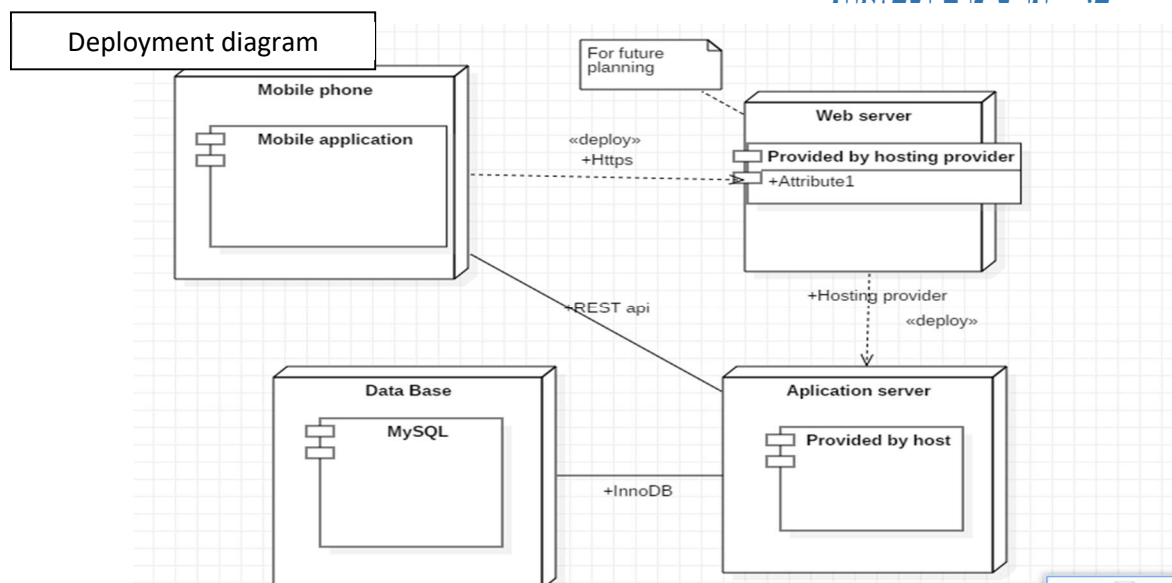 Deployment diagram
For future
planning
Mobile phone
Mobile application
«deploy»
+Https
Web server
Provided by hosting provider
+Attribute1
+Hosting provider
«deploy»
+REST api
Data Base
MySQL
+InnoDB
Aplication server
Provided by host